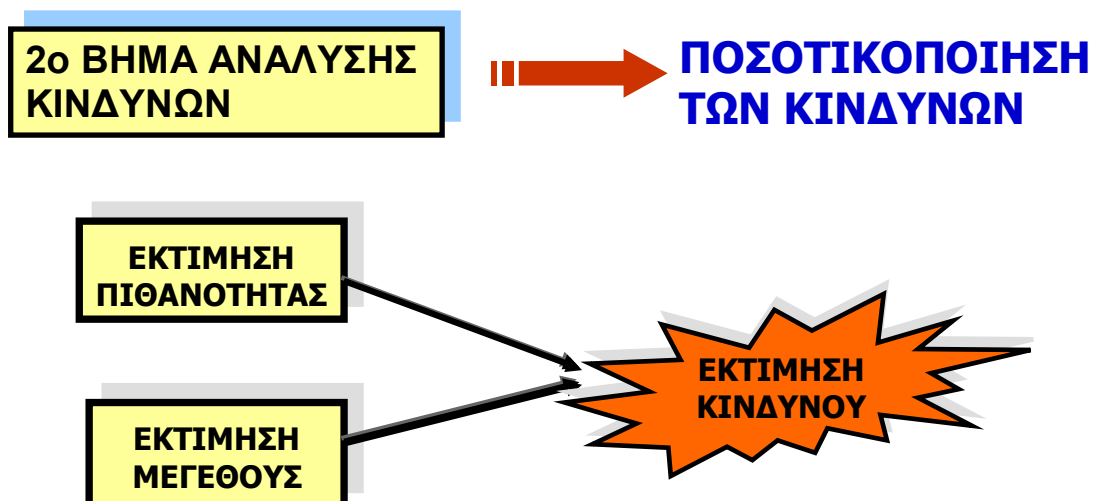 2ο ΒΗΜΑ ΑΝΑΛΥΣΗΣ
ΚΙΝΔΥΝΩΝ
ΠΟΣΟΤΙΚΟΠΟΙΗΣΗ
ΤΩΝ ΚΙΝΔΥΝΩΝ
ΕΚΤΙΜΗΣΗ
ΠΙΘΑΝΟΤΗΤΑΣ
ΕΚΤΙΜΗΣΗ
ΚΙΝΔΥΝΟΥ
ΕΚΤΙΜΗΣΗ
ΜΕΓΕΘΟΥΣ